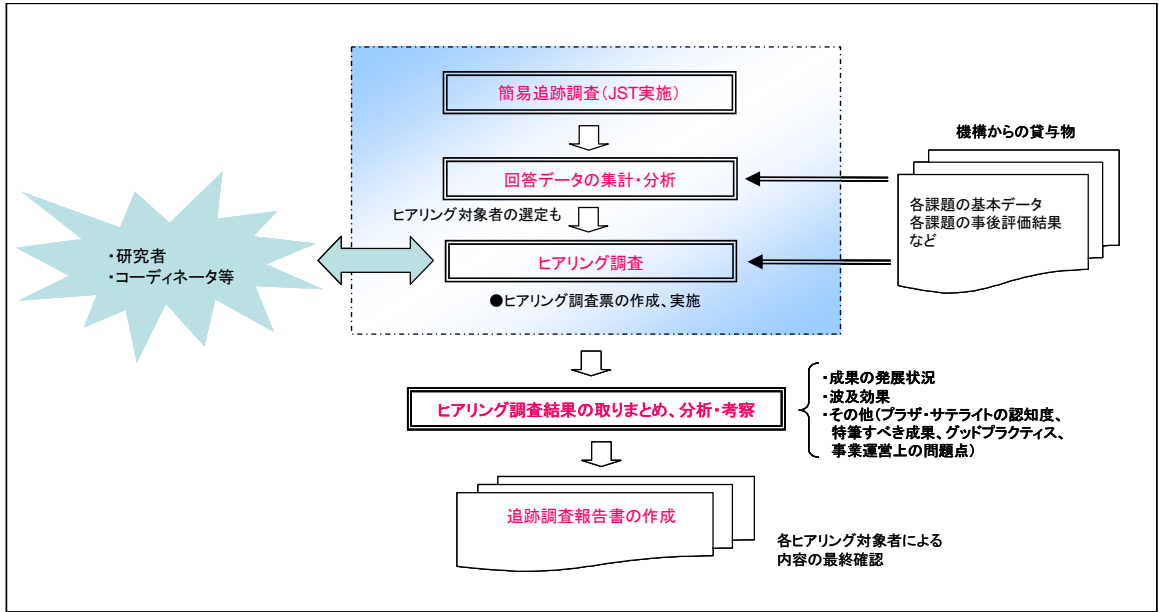 簡易追跡調査(JST実施)
機構からの貸与物
回答データの集計・分析
各課題の基本データ
各課題の事後評価結果
など
ヒアリング対象者の選定も
・研究者
・コーディネータ等
ヒアリング調査
●ヒアリング調査票の作成、実施
ヒアリング調査結果の取りまとめ、分析・考察
・成果の発展状況
・波及効果
・その他(プラザ・サテライトの認知度、
特筆すべき成果、グッドプラクティス、
事業運営上の問題点)
追跡調査報告書の作成
各ヒアリング対象者による
内容の最終確認